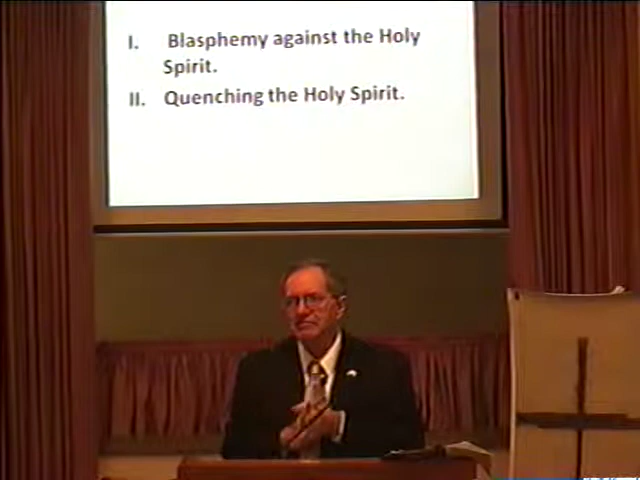 I. Blasphemy against the Holy
Spirit.
II. Quenching the Holy Spirit.